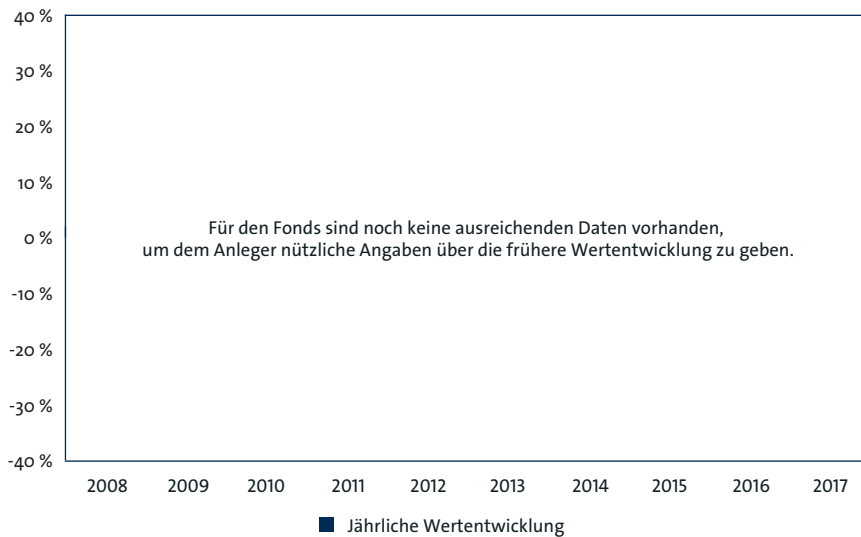 40 %
30 %
20 %
10 %
0 %
-10 %
-20 %
-30 %
-40 %
Für den Fonds sind noch keine ausreichenden Daten vorhanden,
um dem Anleger nützliche Angaben über die frühere Wertentwicklung zu geben.
2008 2009 2010 2011 2012 2013 2014 2015 2016 2017
Jährliche Wertentwicklung